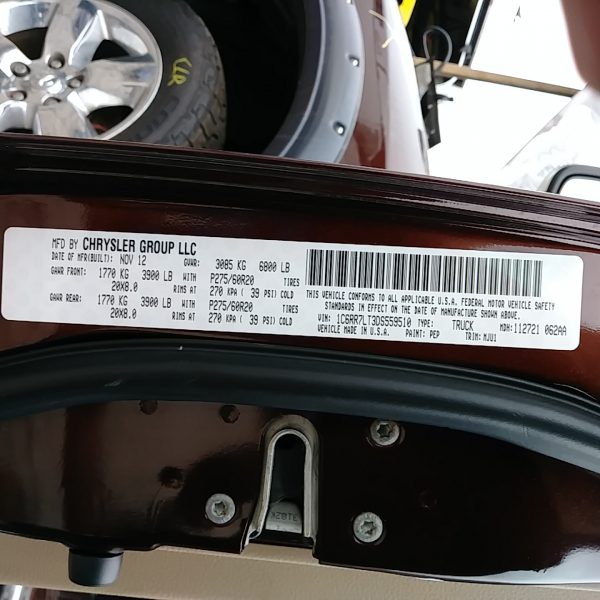 MFD BY CHRYSLER GROUP LLC
DATE OF MFR(BUILT): NOV 12 GVWR: 3085 KG 6800 LB
GAWR FRONT: 1770 KG 3900 LB WITH P275/60R20 TIRES
20X8.0 RIMS AT 270 KPA ( 39 PSI) COLD
GAWR REAR: 1770 KG 3900 LB WITH P275/60R20 TIRES
20X8.0 RIMS AT 270 KPA ( 39 PSI) COLD
THIS VEHICLE CONFORMS TO ALL APPLICABLE U.S.A. FEDERAL MOTOR VEHICLE SAFETY
STANDARDS IN EFFECT ON THE DATE OF MANUFACTURE SHOWN ABOVE.
VIN: 1C6RR7LT3DS559510 TYPE: TRUCK MDH: 112721 062AA
VEHICLE MADE IN U.S.A. PAINT: PEP TRIM: MJU1